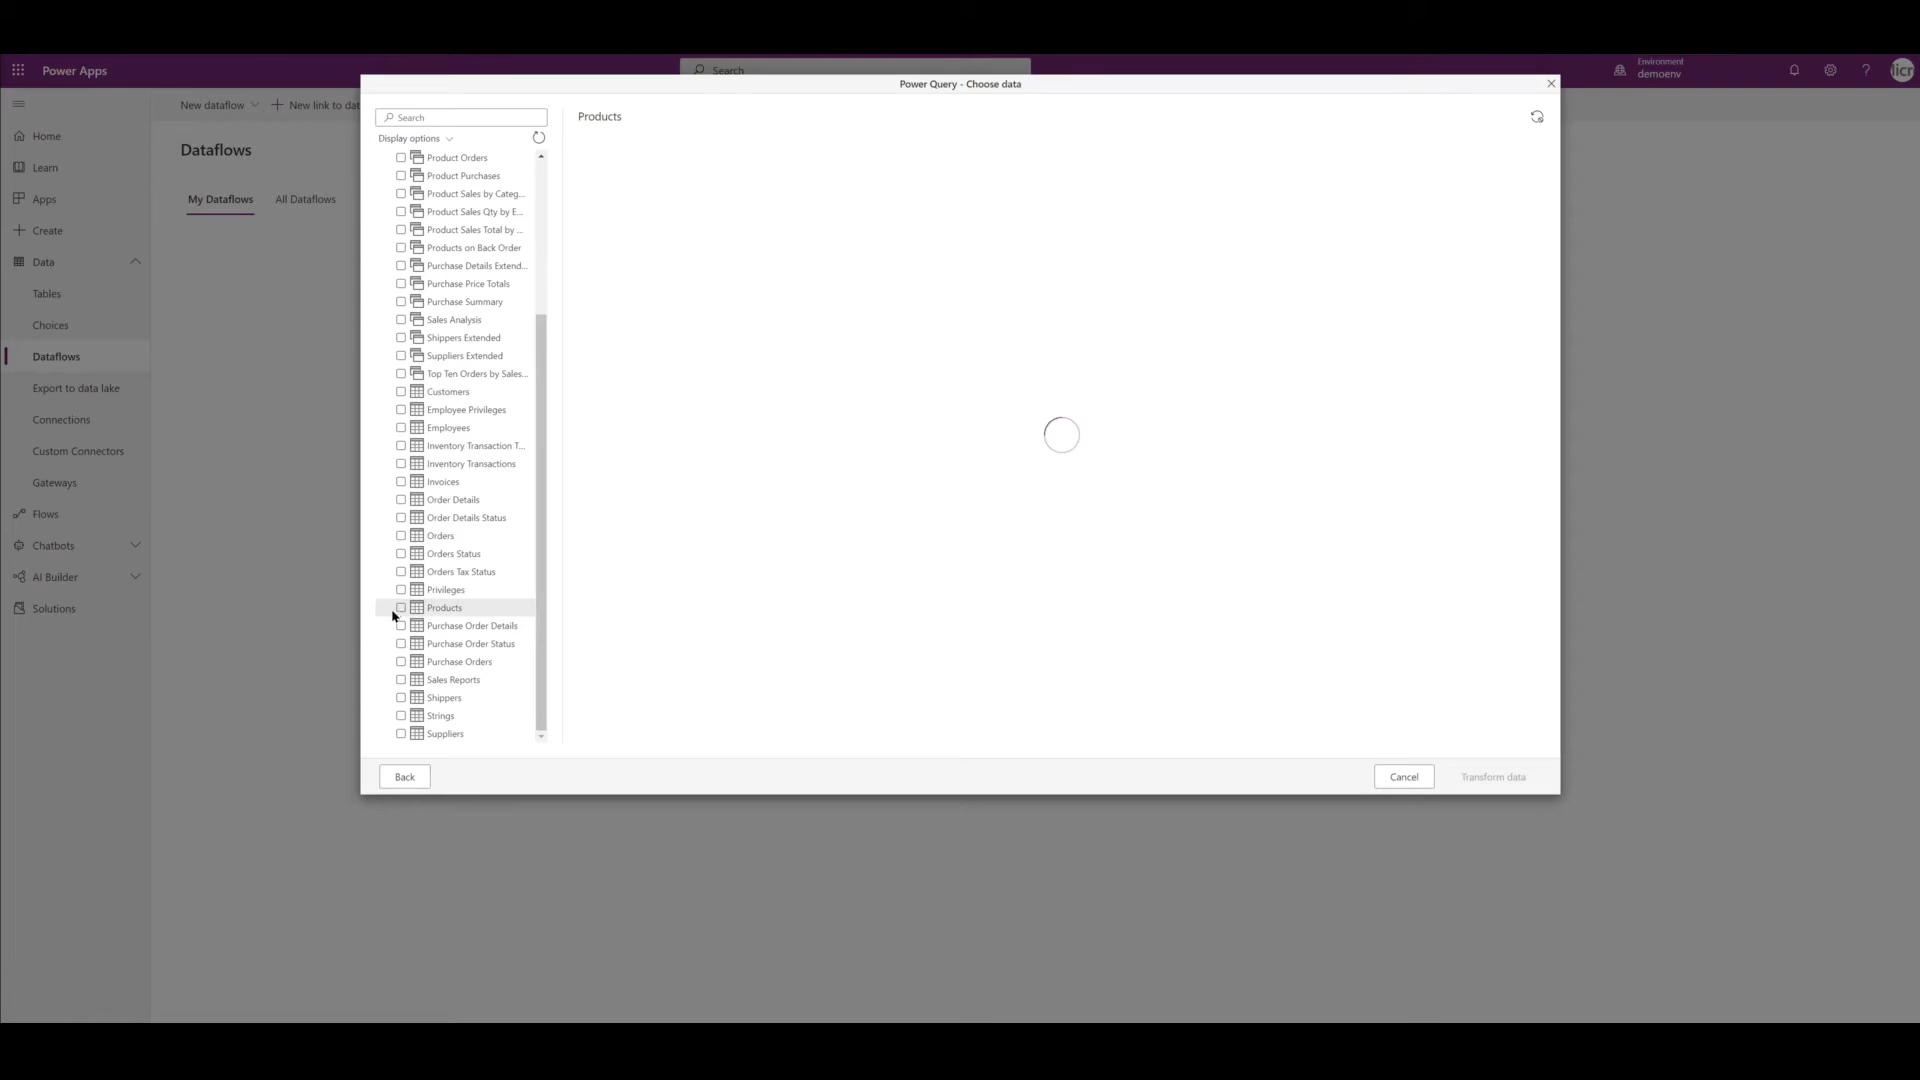 Power Apps
Search
Environment
demoenv
Power Query - Choose data
New dataflow
New link to dat
Dataflows
My Dataflows
All Dataflows
Home
Learn
Apps
Create
Data
Tables
Choices
Dataflows
Export to data lake
Connections
Custom Connectors
Gateways
Flows
Chatbots
AI Builder
Solutions
Search
Display options
Product Orders
Product Purchases
Product Sales by Categ...
Product Sales Qty by E...
Product Sales Total by ...
Products on Back Order
Purchase Details Extend...
Purchase Price Totals
Purchase Summary
Sales Analysis
Shippers Extended
Suppliers Extended
Top Ten Orders by Sales...
Customers
Employee Privileges
Employees
Inventory Transaction T...
Inventory Transactions
Invoices
Order Details
Order Details Status
Orders
Orders Status
Orders Tax Status
Privileges
Products
Purchase Order Details
Purchase Order Status
Purchase Orders
Sales Reports
Shippers
Strings
Suppliers
Products
Back
Cancel
Transform data